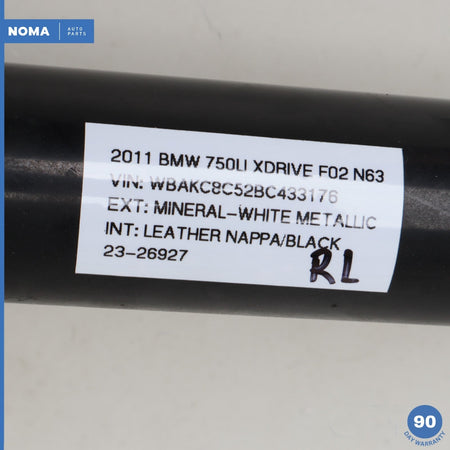 NOMA AUTO PARTS
2011 BMW 750LI XDRIVE F02 N63
VIN: WBAKC8C52BC433176
EXT: MINERAL-WHITE METALLIC
INT: LEATHER NAPPA/BLACK
23-26927
RL
90
DAY WARRANTY